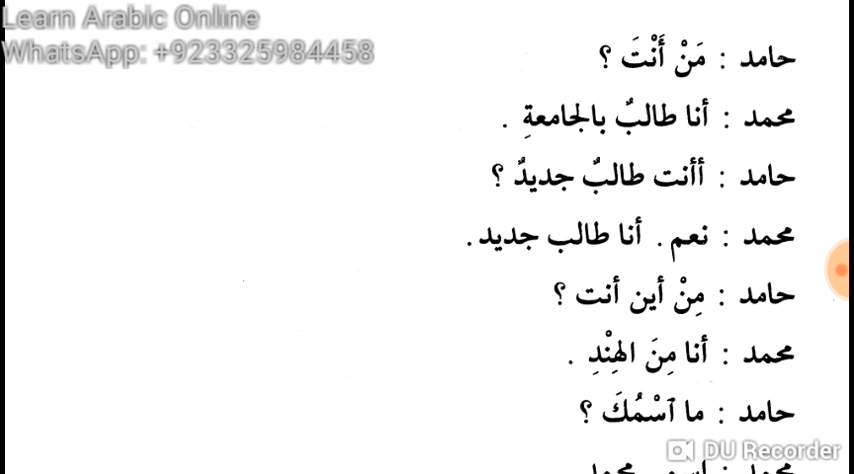 Learn Arabic Online
WhatsApp: +923325984458
حامد : مَنْ أَنْتَ ؟
محمد : أنا طالبٌ بالجامعةِ .
حامد : أأنت طالبٌ جديدٌ ؟
محمد : نعم . أنا طالب جديد .
حامد : مِنْ أين أنت ؟
محمد : أنا مِنَ الهِنْدِ .
حامد : ما ٱسْمُكَ ؟
DU Recorder